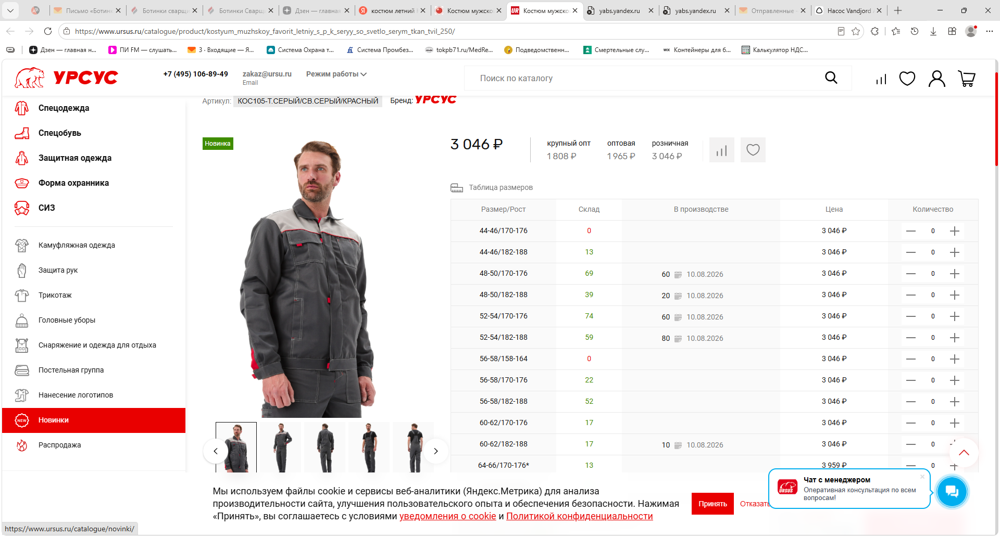 Письмо «Ботинк
Ботинки сварщи
Ботинки Сварщ
Дзен — главная
костюм летний
Костюм мужско
Костюм мужско
yabs.yandex.ru
yabs.yandex.ru
Отправленные
Насос Vandjord
https://www.ursus.ru/catalogue/product/kostyum_muzhskoy_favorit_letniy_s_p_k_seryy_so_svetlo_serym_tkan_tvil_250/
Дзен — главная н...
ПИ FM — слушать...
3 · Входящие — Я...
Система Охрана т...
Система Промбез...
tokpb71.ru/MedRe...
Подведомственн...
Смертельные слу...
WIX Контейнеры для б...
Калькулятор НДС...
УРСУС
+7 (495) 106-89-49
zakaz@ursu.ru
Email
Режим работы
Поиск по каталогу
Артикул: КОС105-Т.СЕРЫЙ/СВ.СЕРЫЙ/КРАСНЫЙ
Бренд: УРСУС
Спецодежда
Спецобувь
Защитная одежда
Форма охранника
СИЗ
Камуфляжная одежда
Защита рук
Трикотаж
Головные уборы
Снаряжение и одежда для отдыха
Постельная группа
Нанесение логотипов
NEW Новинки
Распродажа
Новинка
3 046 ₽
крупный опт
1 808 ₽
оптовая
1 965 ₽
розничная
3 046 ₽
Таблица размеров
Размер/Рост Склад В производстве Цена Количество
44-46/170-176 0 3 046 ₽ 0
44-46/182-188 13 3 046 ₽ 0
48-50/170-176 69 60 10.08.2026 3 046 ₽ 0
48-50/182-188 39 20 10.08.2026 3 046 ₽ 0
52-54/170-176 74 60 10.08.2026 3 046 ₽ 0
52-54/182-188 59 80 10.08.2026 3 046 ₽ 0
56-58/158-164 0 3 046 ₽ 0
56-58/170-176 22 3 046 ₽ 0
56-58/182-188 52 3 046 ₽ 0
60-62/170-176 17 3 046 ₽ 0
60-62/182-188 17 10 10.08.2026 3 046 ₽ 0
64-66/170-176* 13 3 959 ₽ 0
Мы используем файлы cookie и сервисы веб-аналитики (Яндекс.Метрика) для анализа
производительности сайта, улучшения пользовательского опыта и обеспечения безопасности. Нажимая
«Принять», вы соглашаетесь с условиями уведомления о cookie и Политикой конфиденциальности
Принять
Отказать
URSUS
Чат с менеджером
Оперативная консультация по всем
вопросам!
https://www.ursus.ru/catalogue/novinki/